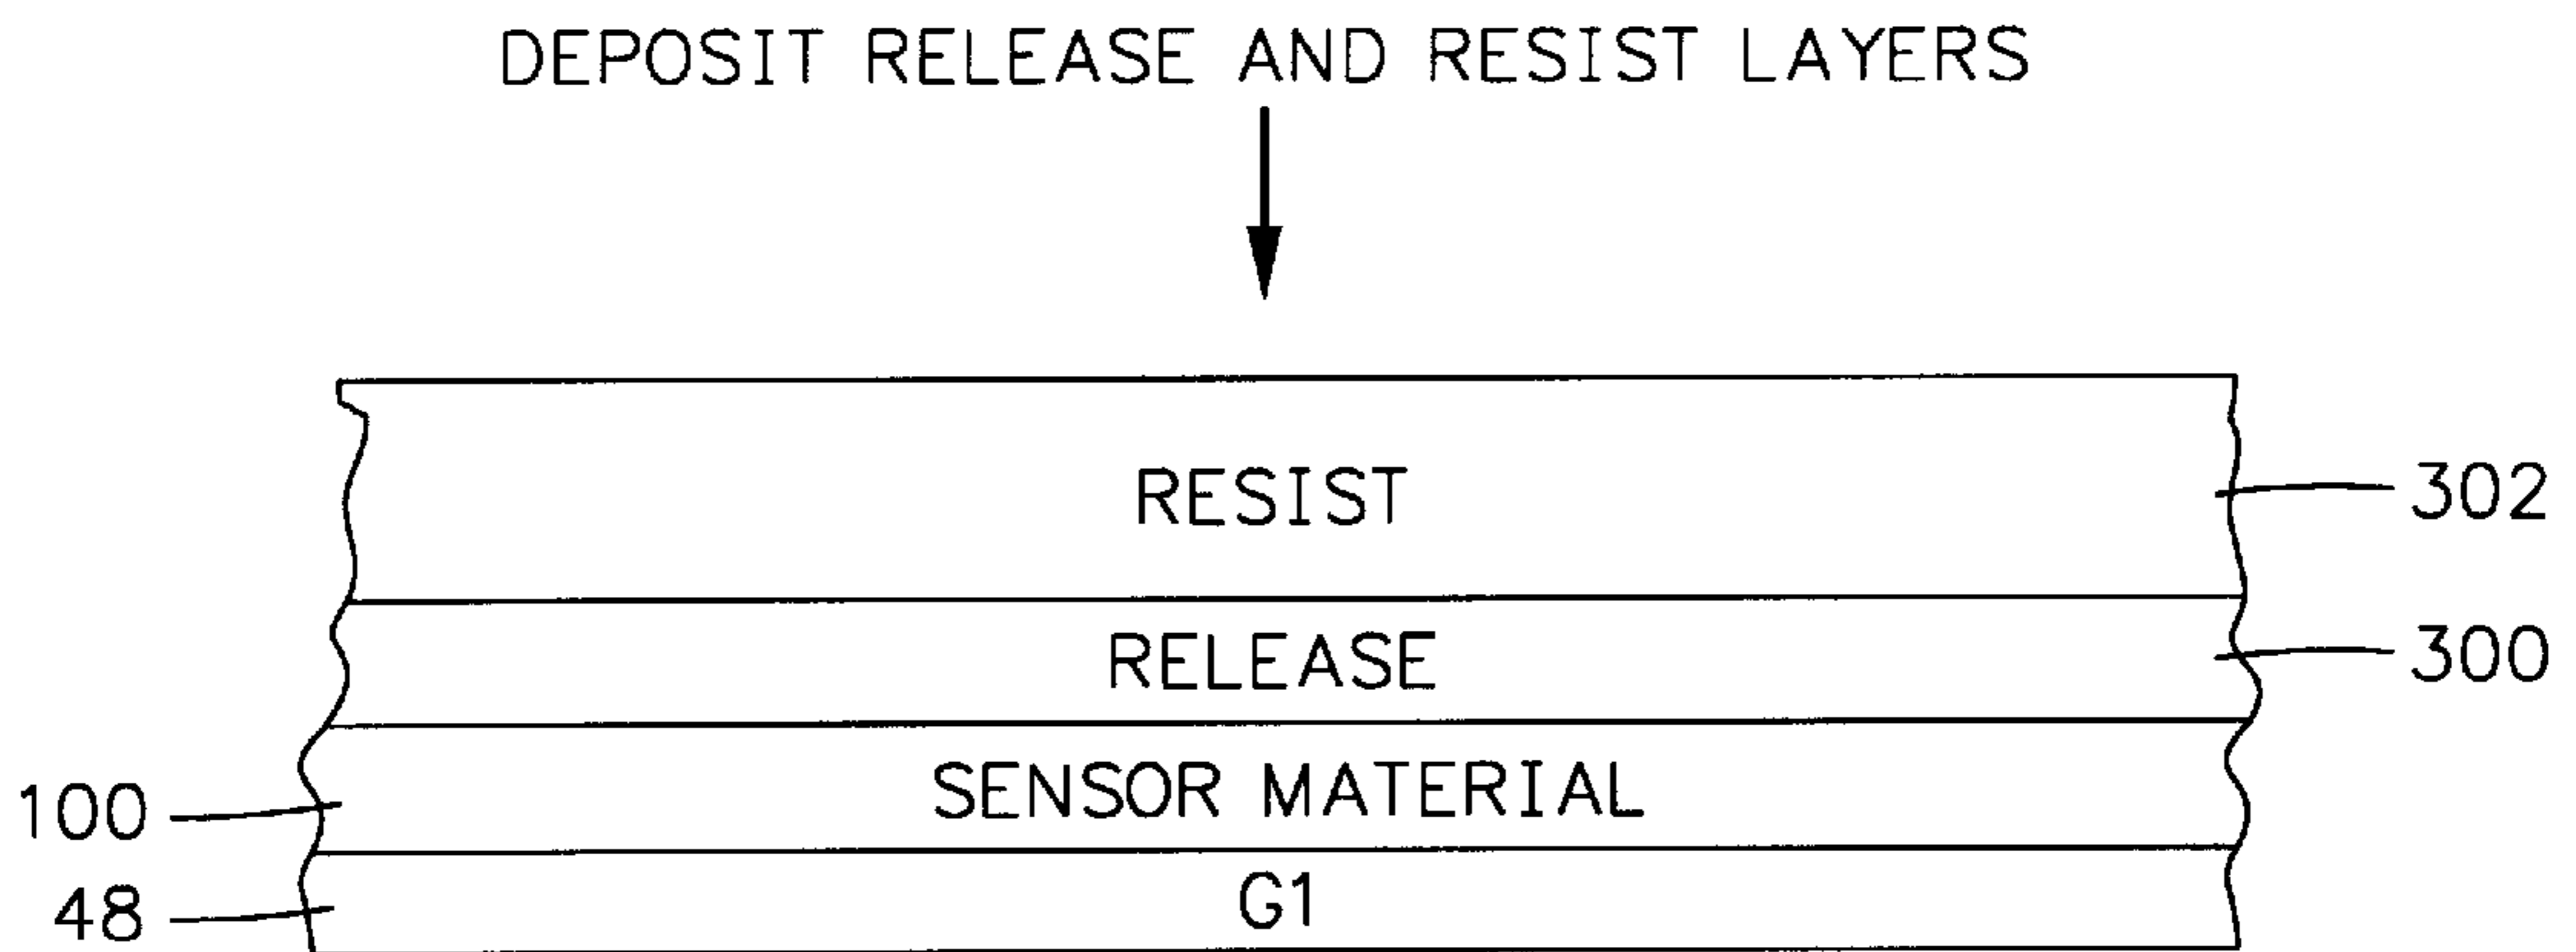 DEPOSIT RELEASE AND RESIST LAYERS
RESIST
302
RELEASE
300
SENSOR MATERIAL
100
G1
48